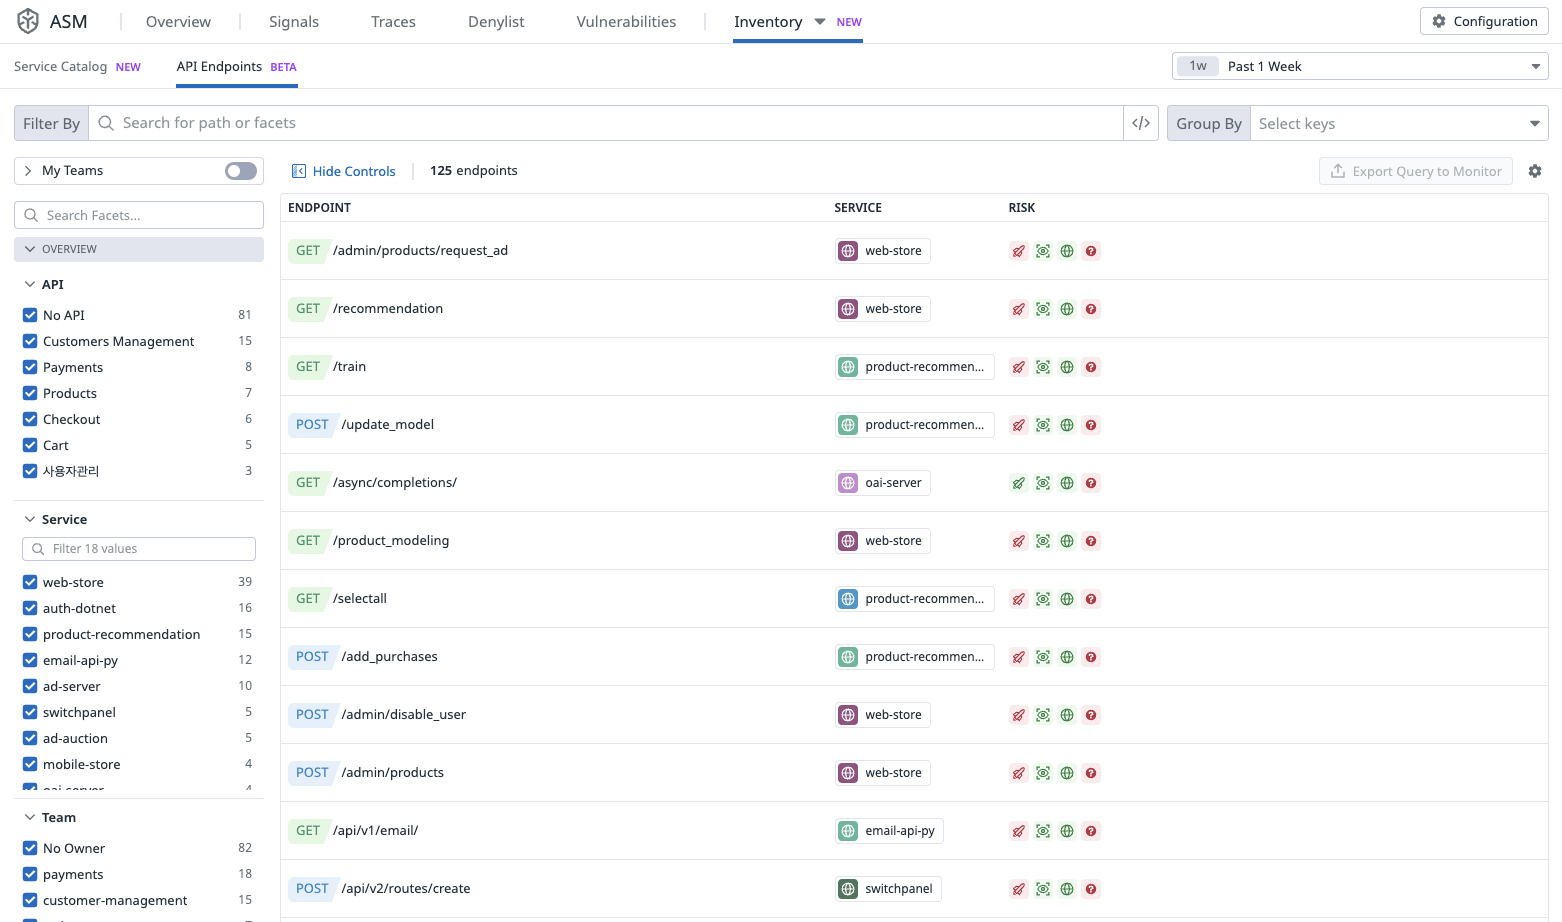 ASM Overview Signals Traces Denylist Vulnerabilities Inventory NEW Configuration
Service Catalog NEW API Endpoints BETA 1w Past 1 Week
Filter By Search for path or facets </> Group By Select keys
My Teams Hide Controls 125 endpoints Export Query to Monitor
Search Facets...
OVERVIEW
API
No API 81
Customers Management 15
Payments 8
Products 7
Checkout 6
Cart 5
사용자관리 3
Service
Filter 18 values
web-store 39
auth-dotnet 16
product-recommendation 15
email-api-py 12
ad-server 10
switchpanel 5
ad-auction 5
mobile-store 4
oai-server 4
Team
No Owner 82
payments 18
customer-management 15
ENDPOINT SERVICE RISK
GET /admin/products/request_ad web-store
GET /recommendation web-store
GET /train product-recommen...
POST /update_model product-recommen...
GET /async/completions/ oai-server
GET /product_modeling web-store
GET /selectall product-recommen...
POST /add_purchases product-recommen...
POST /admin/disable_user web-store
POST /admin/products web-store
GET /api/v1/email/ email-api-py
POST /api/v2/routes/create switchpanel